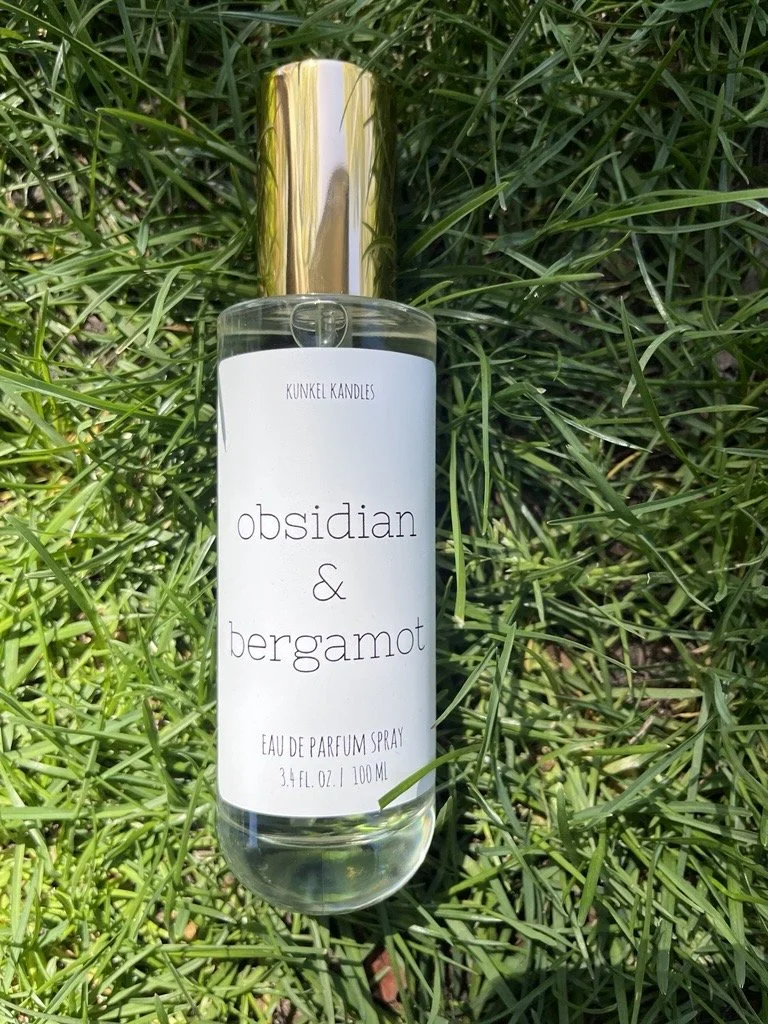 KUNKEL KANDLES
obsidian
&
bergamot
EAU DE PARFUM SPRAY
3.4 FL. OZ. / 100 ML